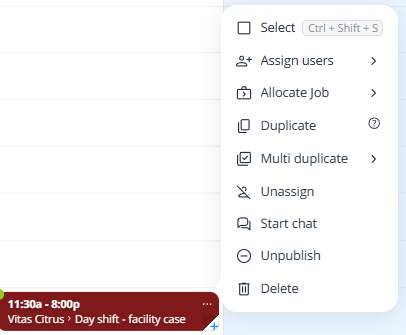 Select Ctrl + Shift + S
Assign users
Allocate Job
Duplicate
Multi duplicate
Unassign
Start chat
Unpublish
Delete
11:30a - 8:00p
Vitas Citrus › Day shift - facility case